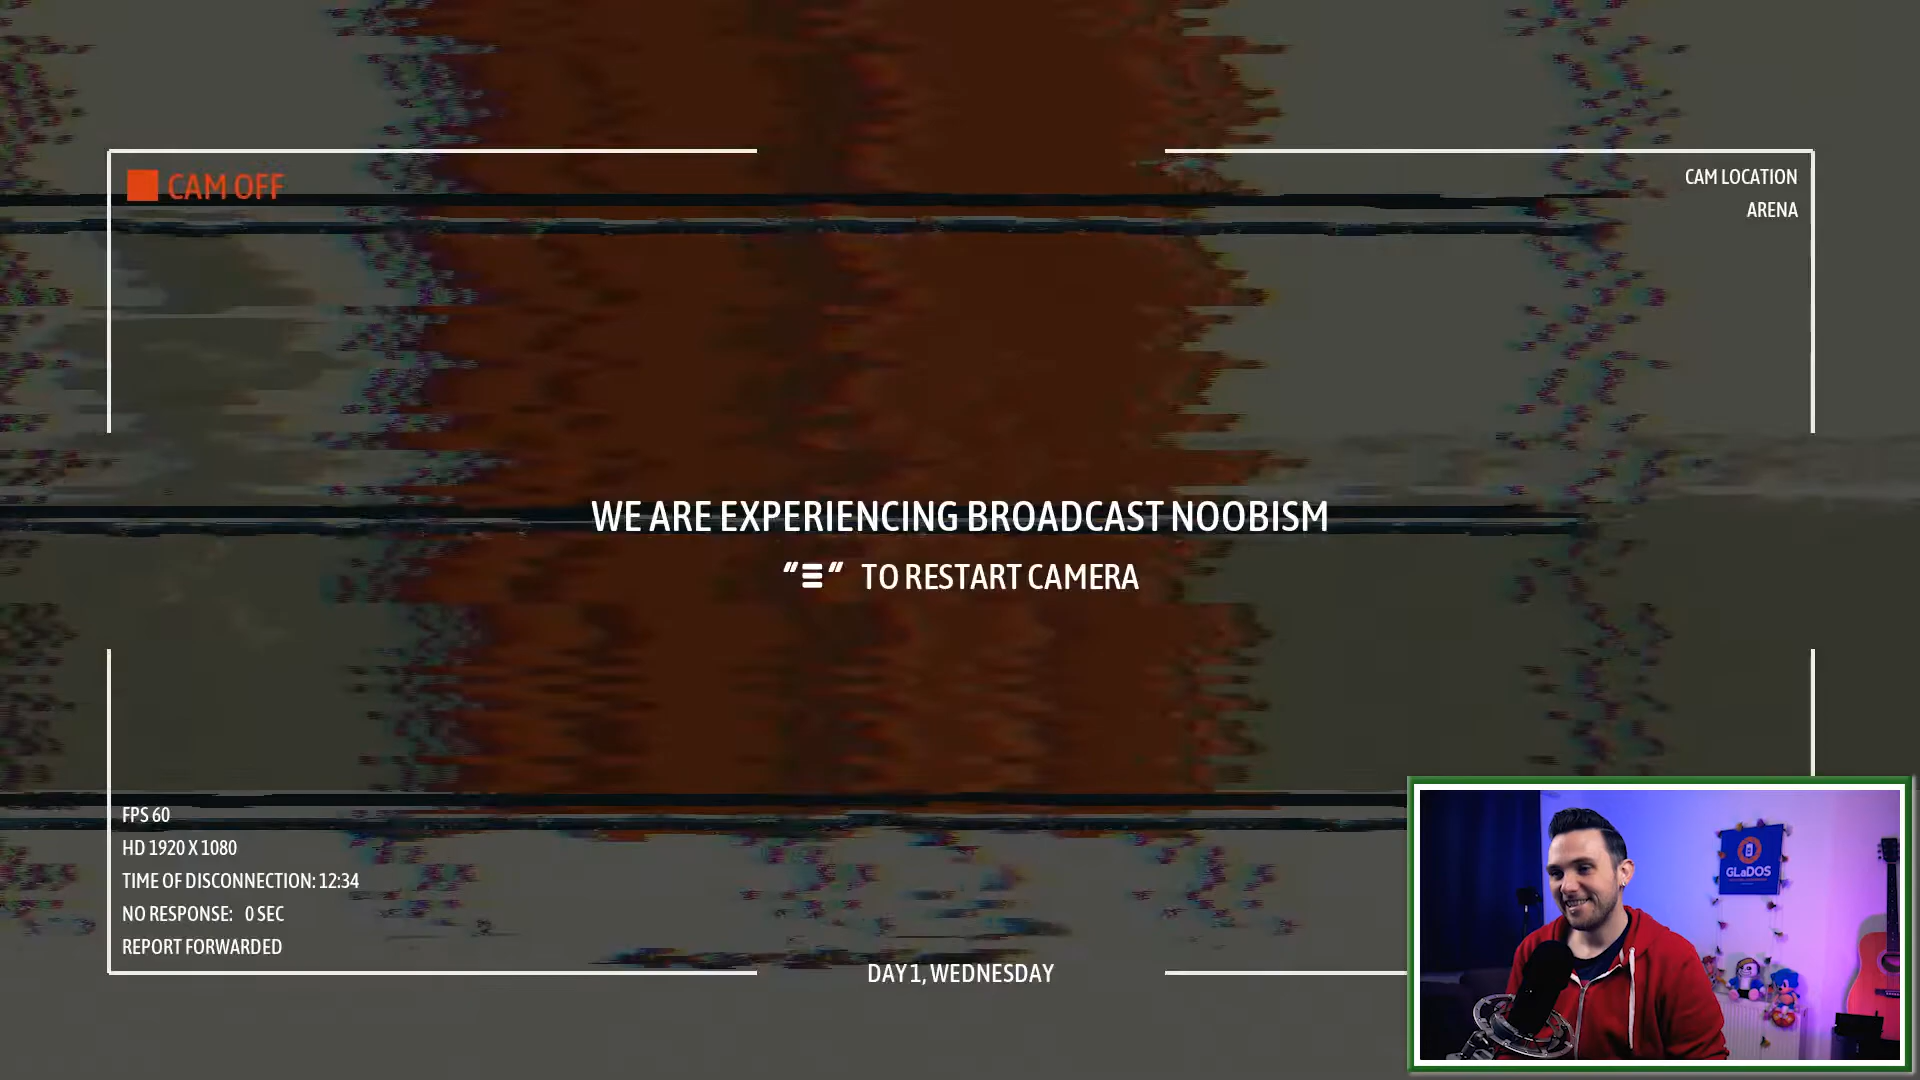 CAM OFF
CAM LOCATION
ARENA
WE ARE EXPERIENCING BROADCAST NOOBISM
"☰" TO RESTART CAMERA
FPS 60
HD 1920 X 1080
TIME OF DISCONNECTION: 12:34
NO RESPONSE: 0 SEC
REPORT FORWARDED
DAY 1, WEDNESDAY
GLaDOS